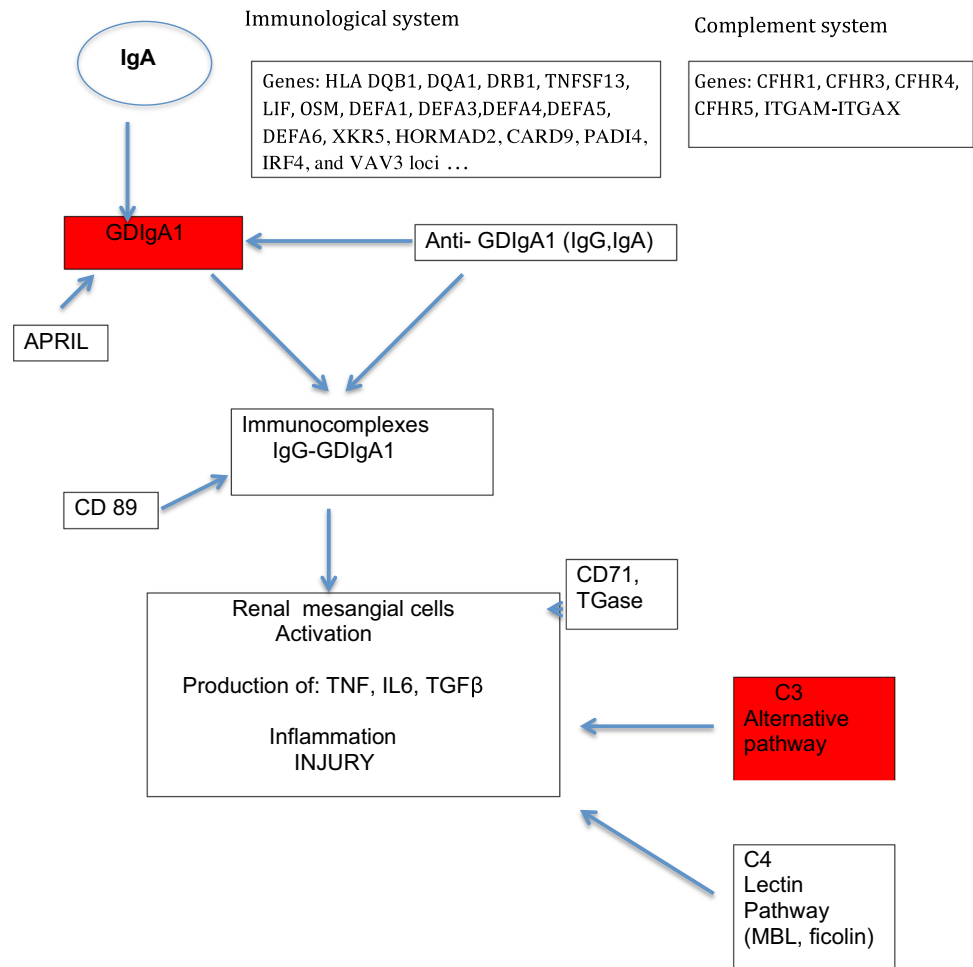 Immunological system
Complement system
IgA
Genes: HLA DQB1, DQA1, DRB1, TNFSF13,
LIF, OSM, DEFA1, DEFA3,DEFA4,DEFA5,
DEFA6, XKR5, HORMAD2, CARD9, PADI4,
IRF4, and VAV3 loci …
Genes: CFHR1, CFHR3, CFHR4,
CFHR5, ITGAM-ITGAX
GDIgA1
Anti- GDIgA1 (IgG,IgA)
APRIL
Immunocomplexes
IgG-GDIgA1
CD 89
CD71,
TGase
Renal mesangial cells
Activation
Production of: TNF, IL6, TGFβ
Inflammation
INJURY
C3
Alternative
pathway
C4
Lectin
Pathway
(MBL, ficolin)